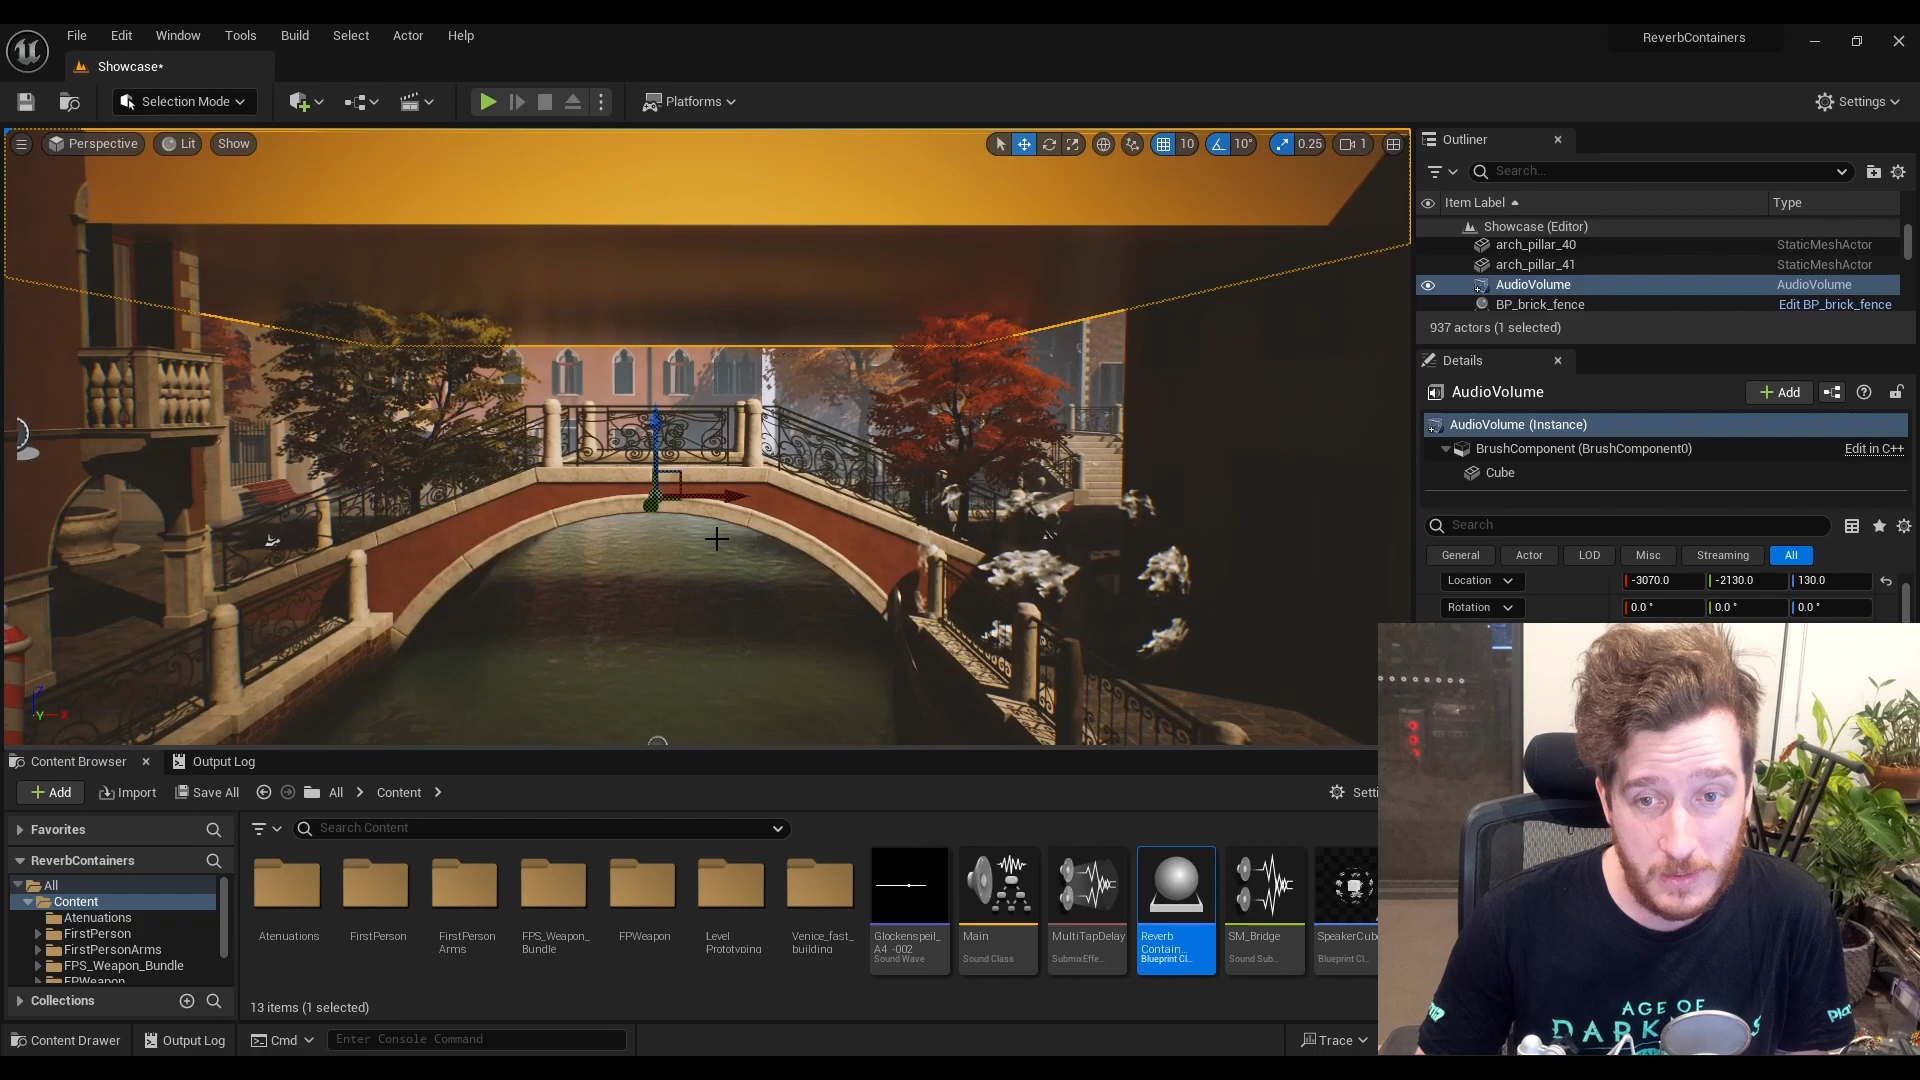 File Edit Window Tools Build Select Actor Help
ReverbContainers
Showcase*
Selection Mode
Platforms
Settings
Perspective Lit Show
10 10° 0.25 1
Outliner
Search...
Item Label Type
Showcase (Editor)
arch_pillar_40 StaticMeshActor
arch_pillar_41 StaticMeshActor
AudioVolume AudioVolume
BP_brick_fence Edit BP_brick_fence
937 actors (1 selected)
Details
AudioVolume
Add
AudioVolume (Instance)
BrushComponent (BrushComponent0) Edit in C++
Cube
Search
General Actor LOD Misc Streaming All
Location -3070.0 -2130.0 130.0
Rotation 0.0 ° 0.0 ° 0.0 °
Z
Y X
Content Browser Output Log
Add Import Save All All Content Setti
Favorites
Search Content
ReverbContainers
All
Content
Atenuations
FirstPerson
FirstPersonArms
FPS_Weapon_Bundle
FPWeapon
Collections
Atenuations
FirstPerson
FirstPerson
Arms
FPS_Weapon_
Bundle
FPWeapon
Level
Prototyping
Venice_fast_
building
Glockenspeil_
A4_-002
Sound Wave
Main
Sound Class
MultiTapDelay
SubmixEffe...
Reverb
Contain...
Blueprint Cl...
SM_Bridge
Sound Sub...
SpeakerCub
Blueprint Cl...
13 items (1 selected)
Content Drawer Output Log Cmd Enter Console Command Trace
AGE OF
DARK